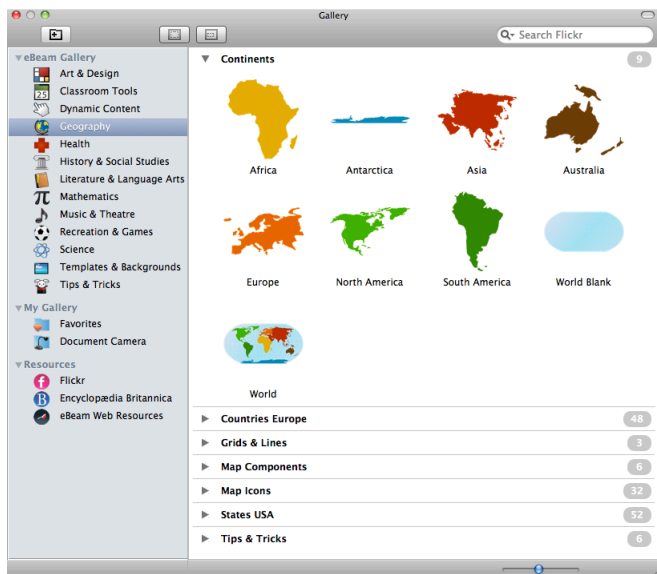 Gallery
Search Flickr
eBeam Gallery
Art & Design
25
Classroom Tools
Dynamic Content
Geography
Health
History & Social Studies
Literature & Language Arts
Mathematics
Music & Theatre
Recreation & Games
Science
Templates & Backgrounds
Tips & Tricks
My Gallery
Favorites
Document Camera
Resources
Flickr
Encyclopædia Britannica
eBeam Web Resources
Continents 9
Africa Antarctica Asia Australia
Europe North America South America World Blank
World
Countries Europe 48
Grids & Lines 3
Map Components 6
Map Icons 32
States USA 52
Tips & Tricks 6